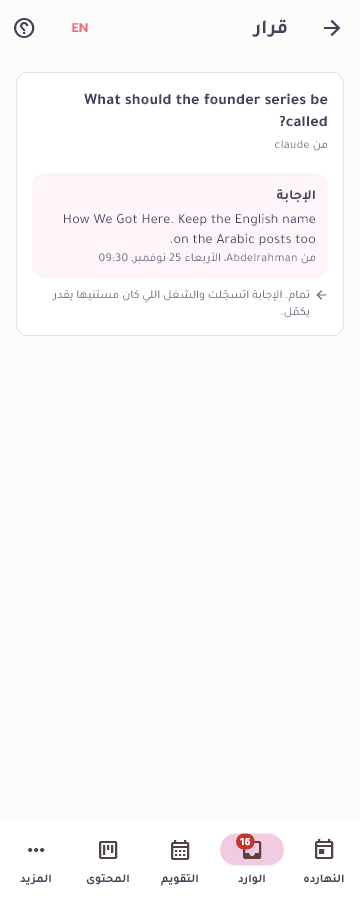 قرار
EN
What should the founder series be
called?
من claude
الإجابة
How We Got Here. Keep the English name
on the Arabic posts too.
من Abdelrahman، الأربعاء 25 نوفمبر، 09:30
تمام. الإجابة اتسجّلت والشغل اللي كان مستنيها يقدر
يكمّل.
16
النهارده
الوارد
التقويم
المحتوى
المزيد